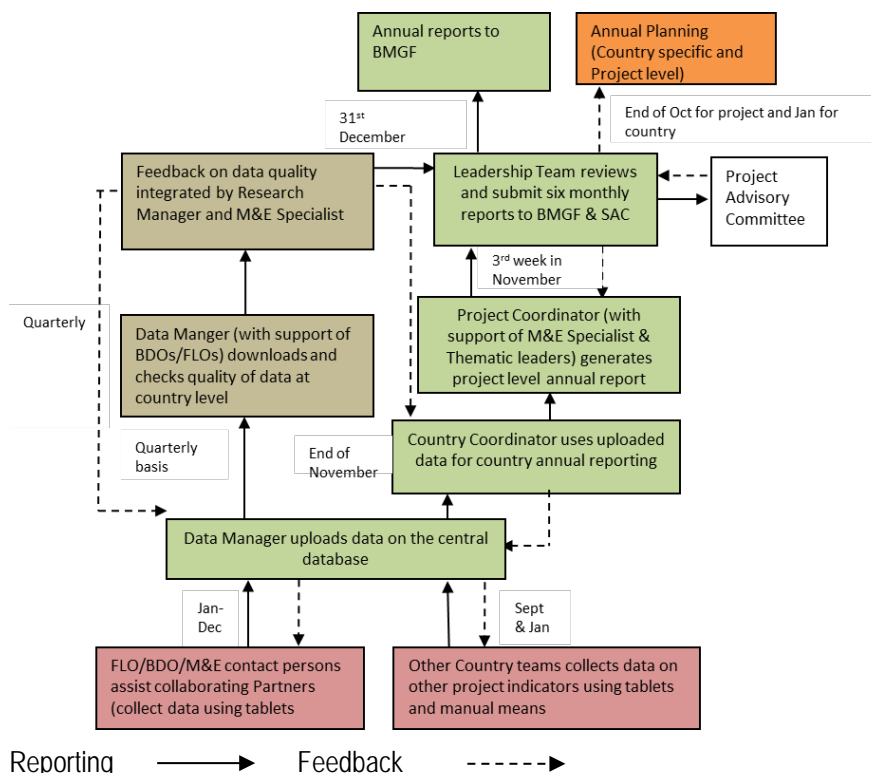 Annual reports to
BMGF
Annual Planning
(Country specific and
Project level)
31st
December
End of Oct for project and Jan for
country
Feedback on data quality
integrated by Research
Manager and M&E Specialist
Leadership Team reviews
and submit six monthly
reports to BMGF & SAC
Project
Advisory
Committee
3rd week in
November
Quarterly
Data Manger (with support of
BDOs/FLOs) downloads and
checks quality of data at
country level
Project Coordinator (with
support of M&E Specialist &
Thematic leaders) generates
project level annual report
Quarterly
basis
End of
November
Country Coordinator uses uploaded
data for country annual reporting
Data Manager uploads data on the central
database
Jan-
Dec
Sept
& Jan
FLO/BDO/M&E contact persons
assist collaborating Partners
(collect data using tablets
Other Country teams collects data on
other project indicators using tablets
and manual means
Reporting Feedback